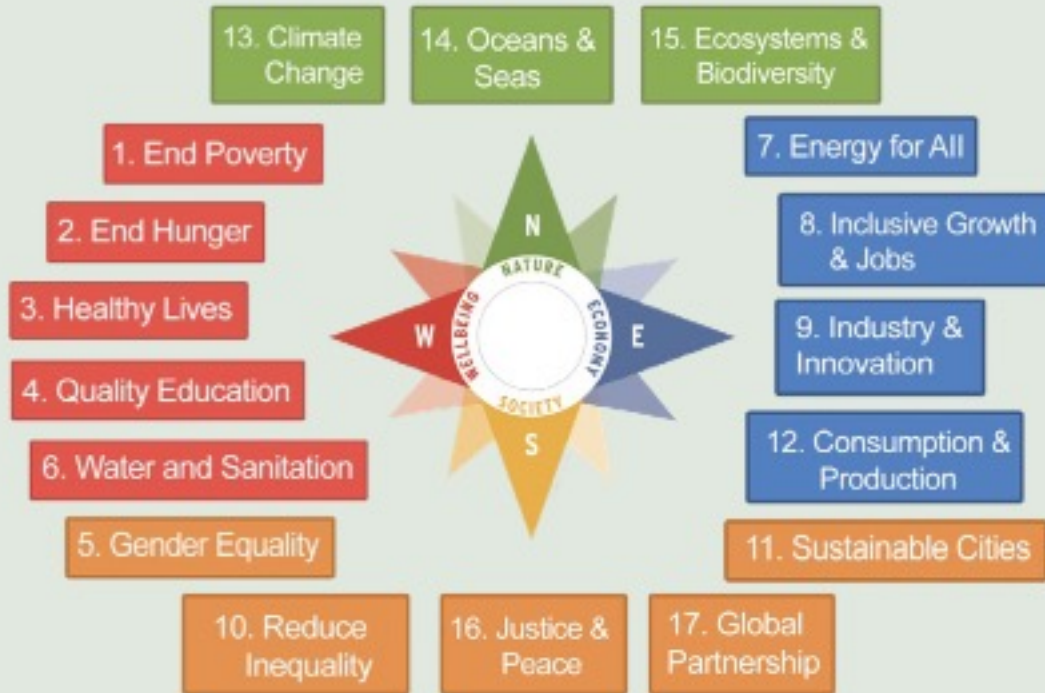 13. Climate
Change
14. Oceans &
Seas
15. Ecosystems &
Biodiversity
1. End Poverty
2. End Hunger
3. Healthy Lives
4. Quality Education
6. Water and Sanitation
5. Gender Equality
N
NATURE
W
WELLBEING
ECONOMY
E
SOCIETY
S
7. Energy for All
8. Inclusive Growth
& Jobs
9. Industry &
Innovation
12. Consumption &
Production
11. Sustainable Cities
10. Reduce
Inequality
16. Justice &
Peace
17. Global
Partnership